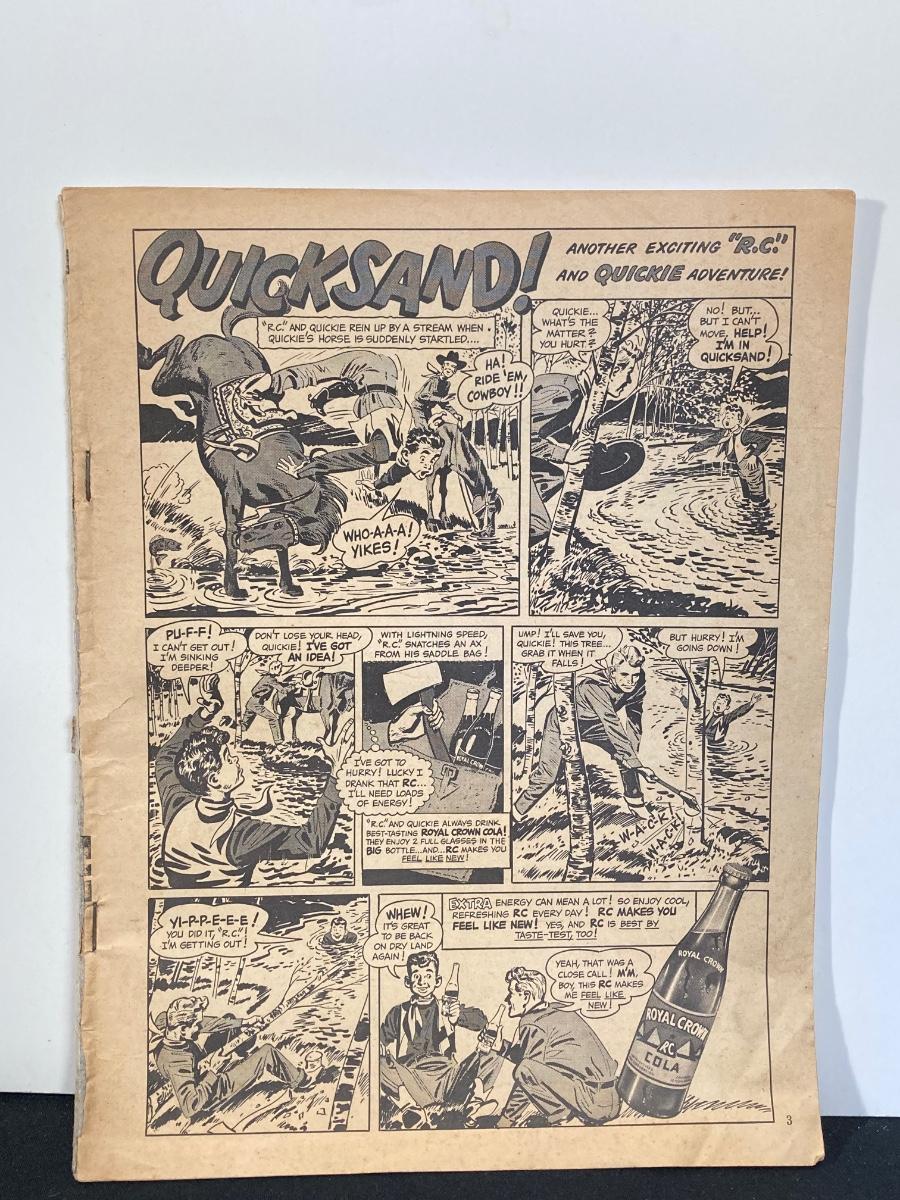 QUICKSAND!
ANOTHER EXCITING "R.C."
AND QUICKIE ADVENTURE!
"R.C." AND QUICKIE REIN UP BY A STREAM WHEN
QUICKIE'S HORSE IS SUDDENLY STARTLED....
HA!
RIDE 'EM,
COWBOY!!
WHO-A-A-A!
YIKES!
QUICKIE...
WHAT'S THE
MATTER?
YOU HURT?
NO! BUT...
BUT I CAN'T
MOVE. HELP!
I'M IN
QUICKSAND!
PU-F-F!
I CAN'T GET OUT!
I'M SINKING
DEEPER!
DON'T LOSE YOUR HEAD,
QUICKIE! I'VE GOT
AN IDEA!
WITH LIGHTNING SPEED,
"R.C." SNATCHES AN AX
FROM HIS SADDLE BAG!
ROYAL CROWN
I'VE GOT TO
HURRY! LUCKY I
DRANK THAT RC...
I'LL NEED LOADS
OF ENERGY!
"R.C." AND QUICKIE ALWAYS DRINK
BEST-TASTING ROYAL CROWN COLA!
THEY ENJOY 2 FULL GLASSES IN THE
BIG BOTTLE...AND...RC MAKES YOU
FEEL LIKE NEW!
UMP! I'LL SAVE YOU,
QUICKIE! THIS TREE...
GRAB IT WHEN IT
FALLS!
BUT HURRY! I'M
GOING DOWN!
W-A-C-K!
W-A-C-K!
YI-P-P-E-E-E!
YOU DID IT, "R.C."!
I'M GETTING OUT!
WHEW!
IT'S GREAT
TO BE BACK
ON DRY LAND
AGAIN!
EXTRA ENERGY CAN MEAN A LOT! SO ENJOY COOL,
REFRESHING RC EVERY DAY! RC MAKES YOU
FEEL LIKE NEW! YES, AND RC IS BEST BY
TASTE-TEST, TOO!
YEAH, THAT WAS A
CLOSE CALL! M'M,
BOY, THIS RC MAKES
ME FEEL LIKE
NEW!
ROYAL CROWN
ROYAL CROWN
RC
COLA
3